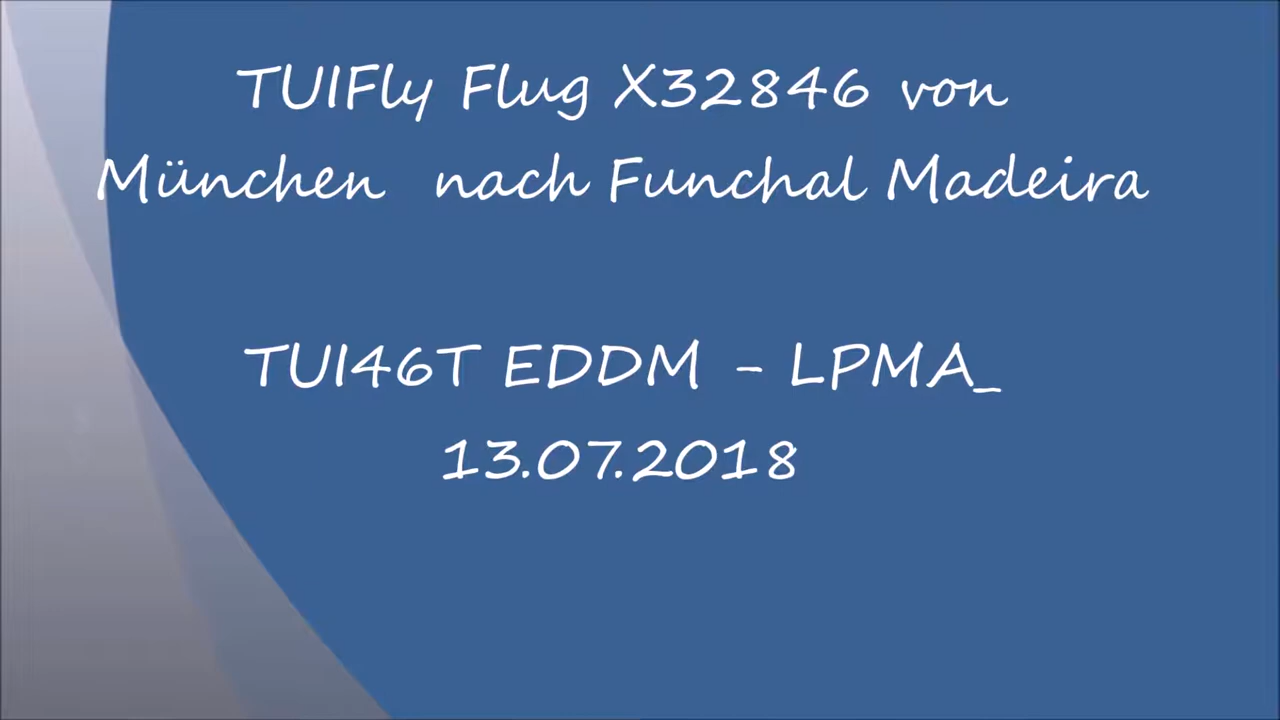 TUIFly Flug X32846 von
München nach Funchal Madeira
TUI46T EDDM - LPMA_
13.07.2018